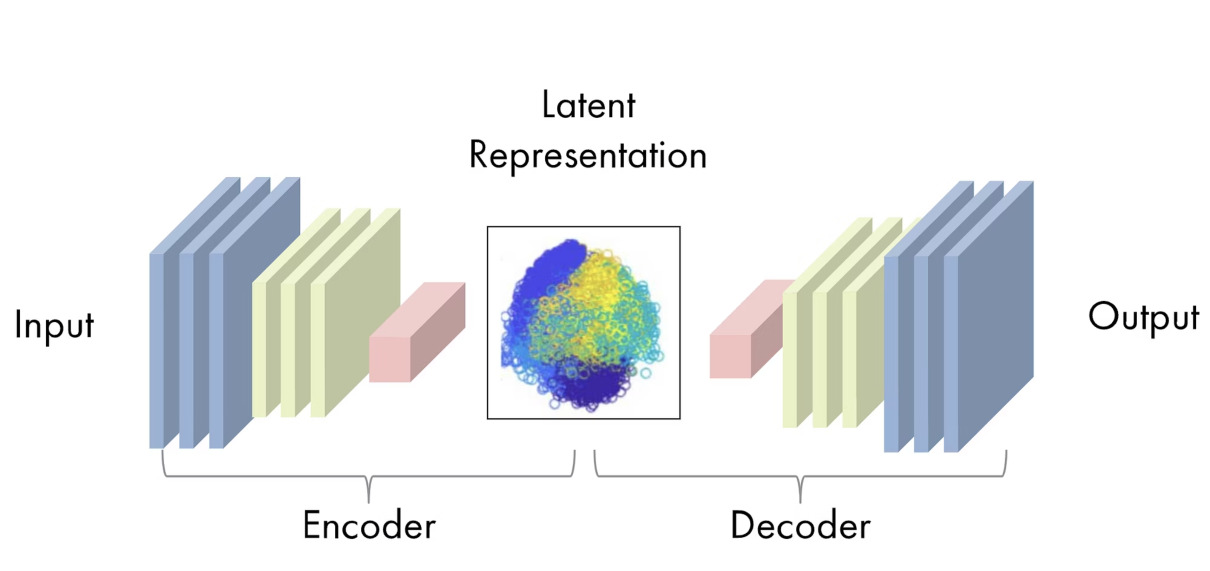 Latent
Representation
Input
Output
Encoder
Decoder